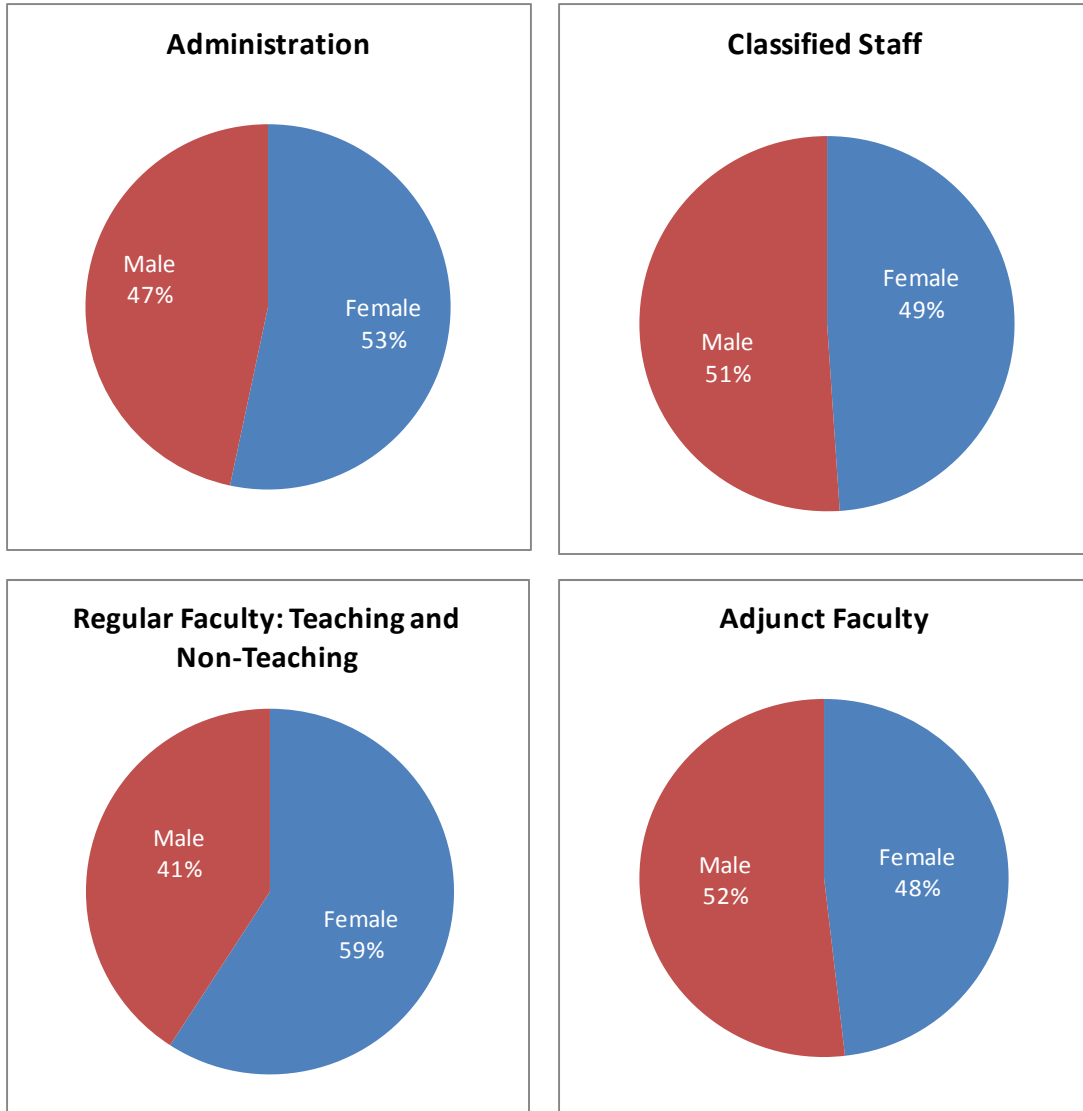 Administration
Male
47%
Female
53%
Classified Staff
Female
49%
Male
51%
Regular Faculty: Teaching and
Non-Teaching
Male
41%
Female
59%
Adjunct Faculty
Male
52%
Female
48%